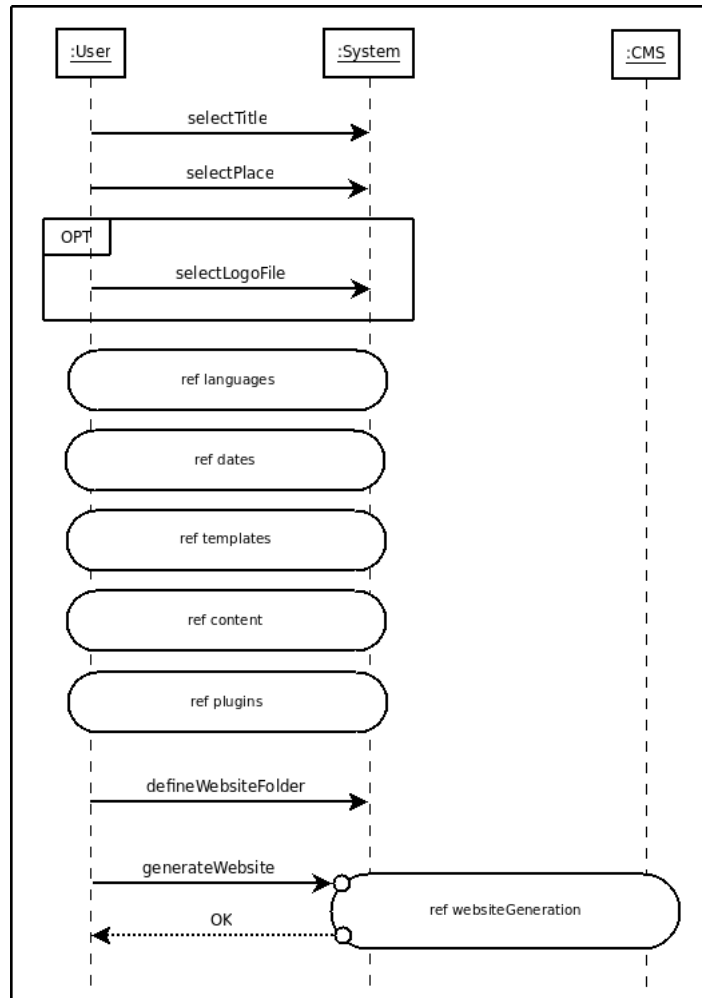 :User
:System
:CMS
selectTitle
selectPlace
OPT
selectLogoFile
ref languages
ref dates
ref templates
ref content
ref plugins
defineWebsiteFolder
generateWebsite
ref websiteGeneration
OK